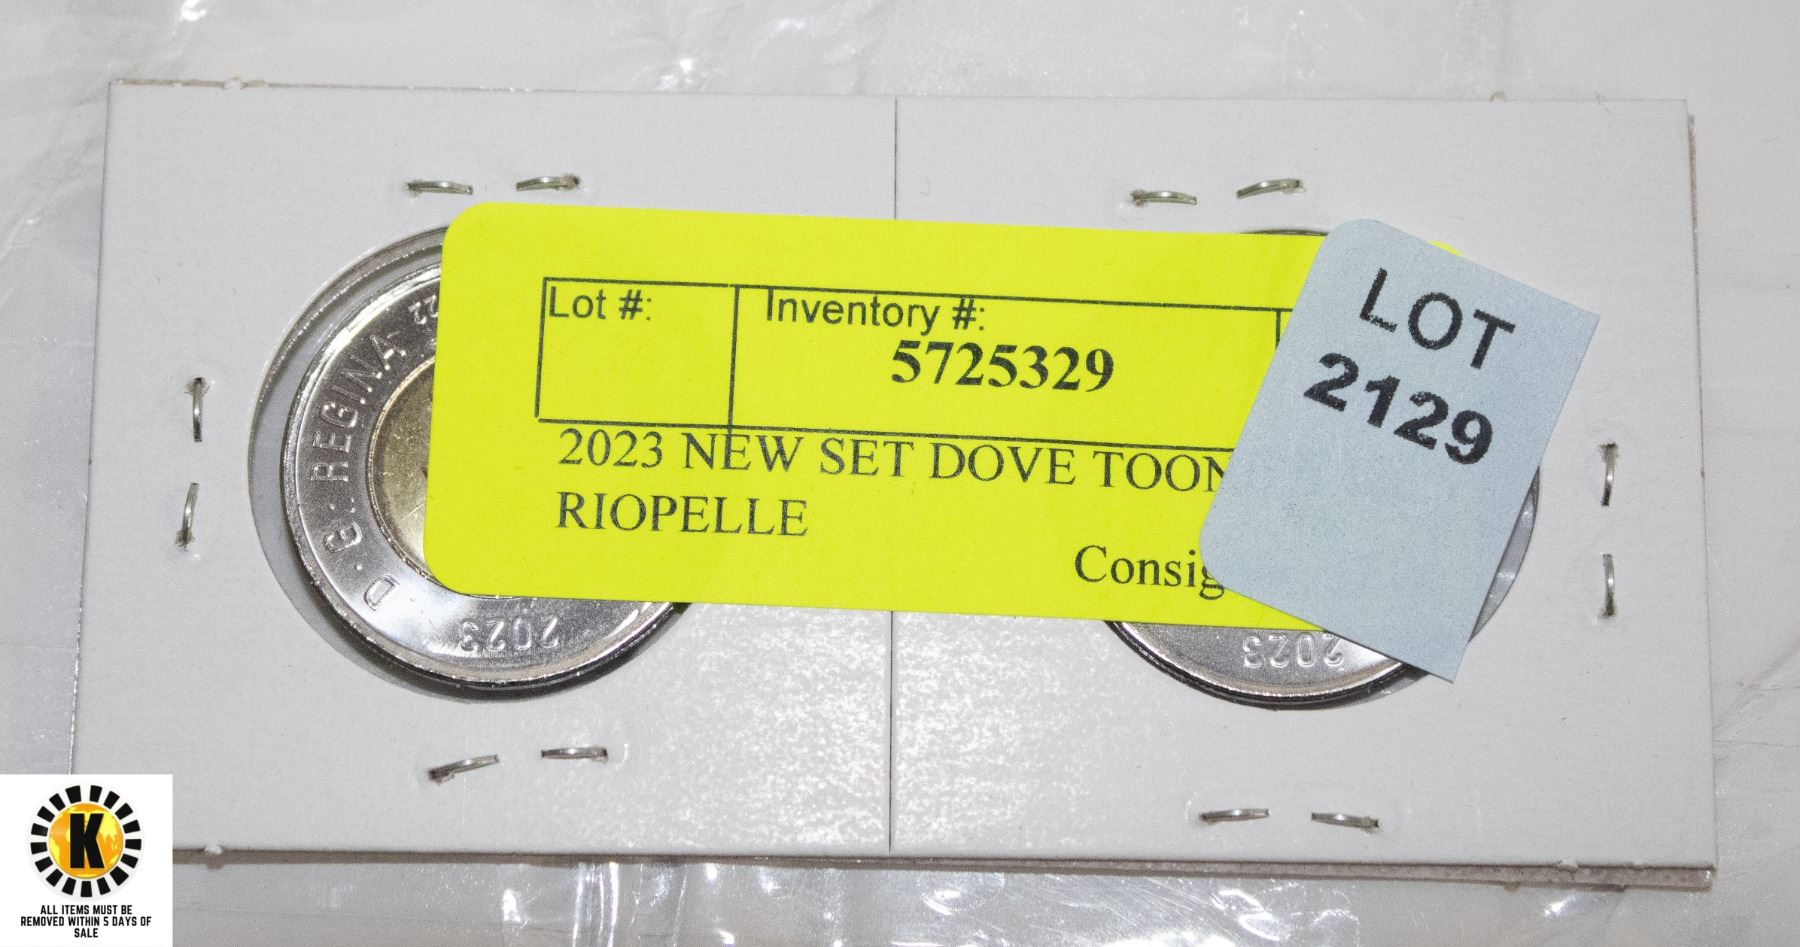 Lot #:
Inventory #:
5725329
2023 NEW SET DOVE TOON
RIOPELLE
Consig
LOT
2129
D·G·REGINA
2023
2023
K
ALL ITEMS MUST BE
REMOVED WITHIN 5 DAYS OF
SALE